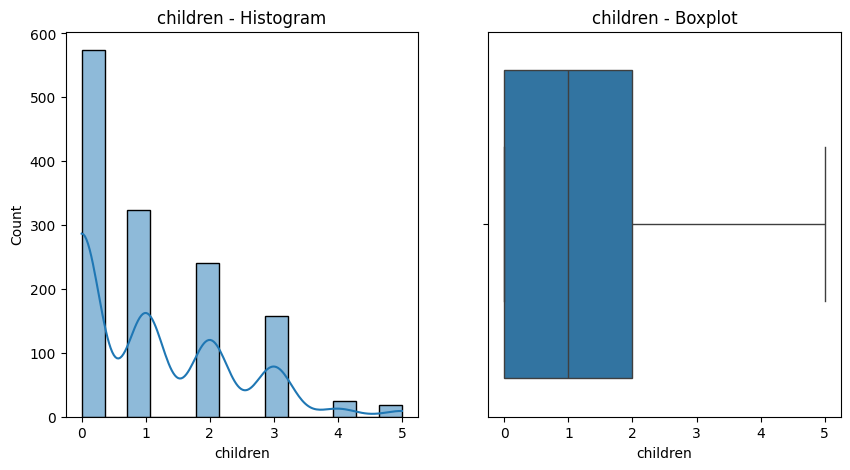 children - Histogram
600
500
400
300
200
100
0
Count
0 1 2 3 4 5
children
children - Boxplot
0 1 2 3 4 5
children